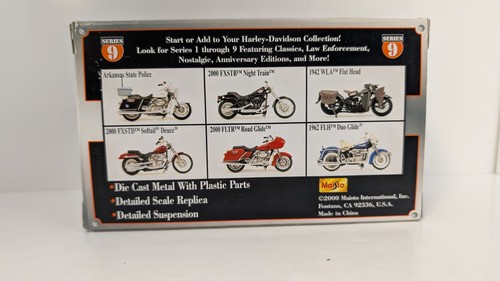 SERIES
9
Start or Add to Your Harley-Davidson Collection!
Look for Series 1 through 9 Featuring Classics, Law Enforcement,
Nostalgic, Anniversary Editions, and More!
SERIES
9
Arkansas State Police
2000 FXSTB™ Night Train™
1942 WLA™ Flat Head
2000 FXSTD™ Softail® Deuce™
2000 FLTR™ Road Glide™
1962 FLH™ Duo Glide®
•Die Cast Metal With Plastic Parts
•Detailed Scale Replica
•Detailed Suspension
Maisto
©2000 Maisto International, Inc.
Fontana, CA 92336, U.S.A.
Made in China